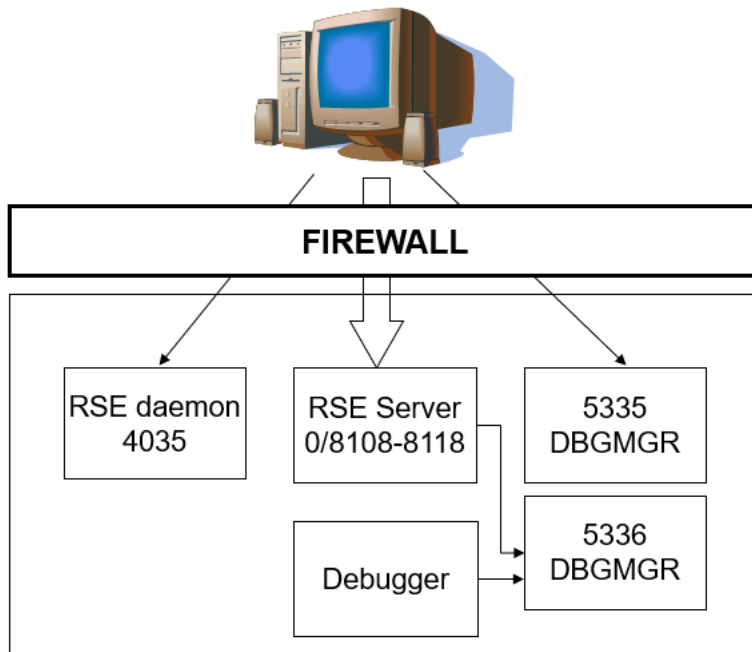 FIREWALL
RSE daemon
4035
RSE Server
0/8108-8118
5335
DBGMGR
Debugger
5336
DBGMGR